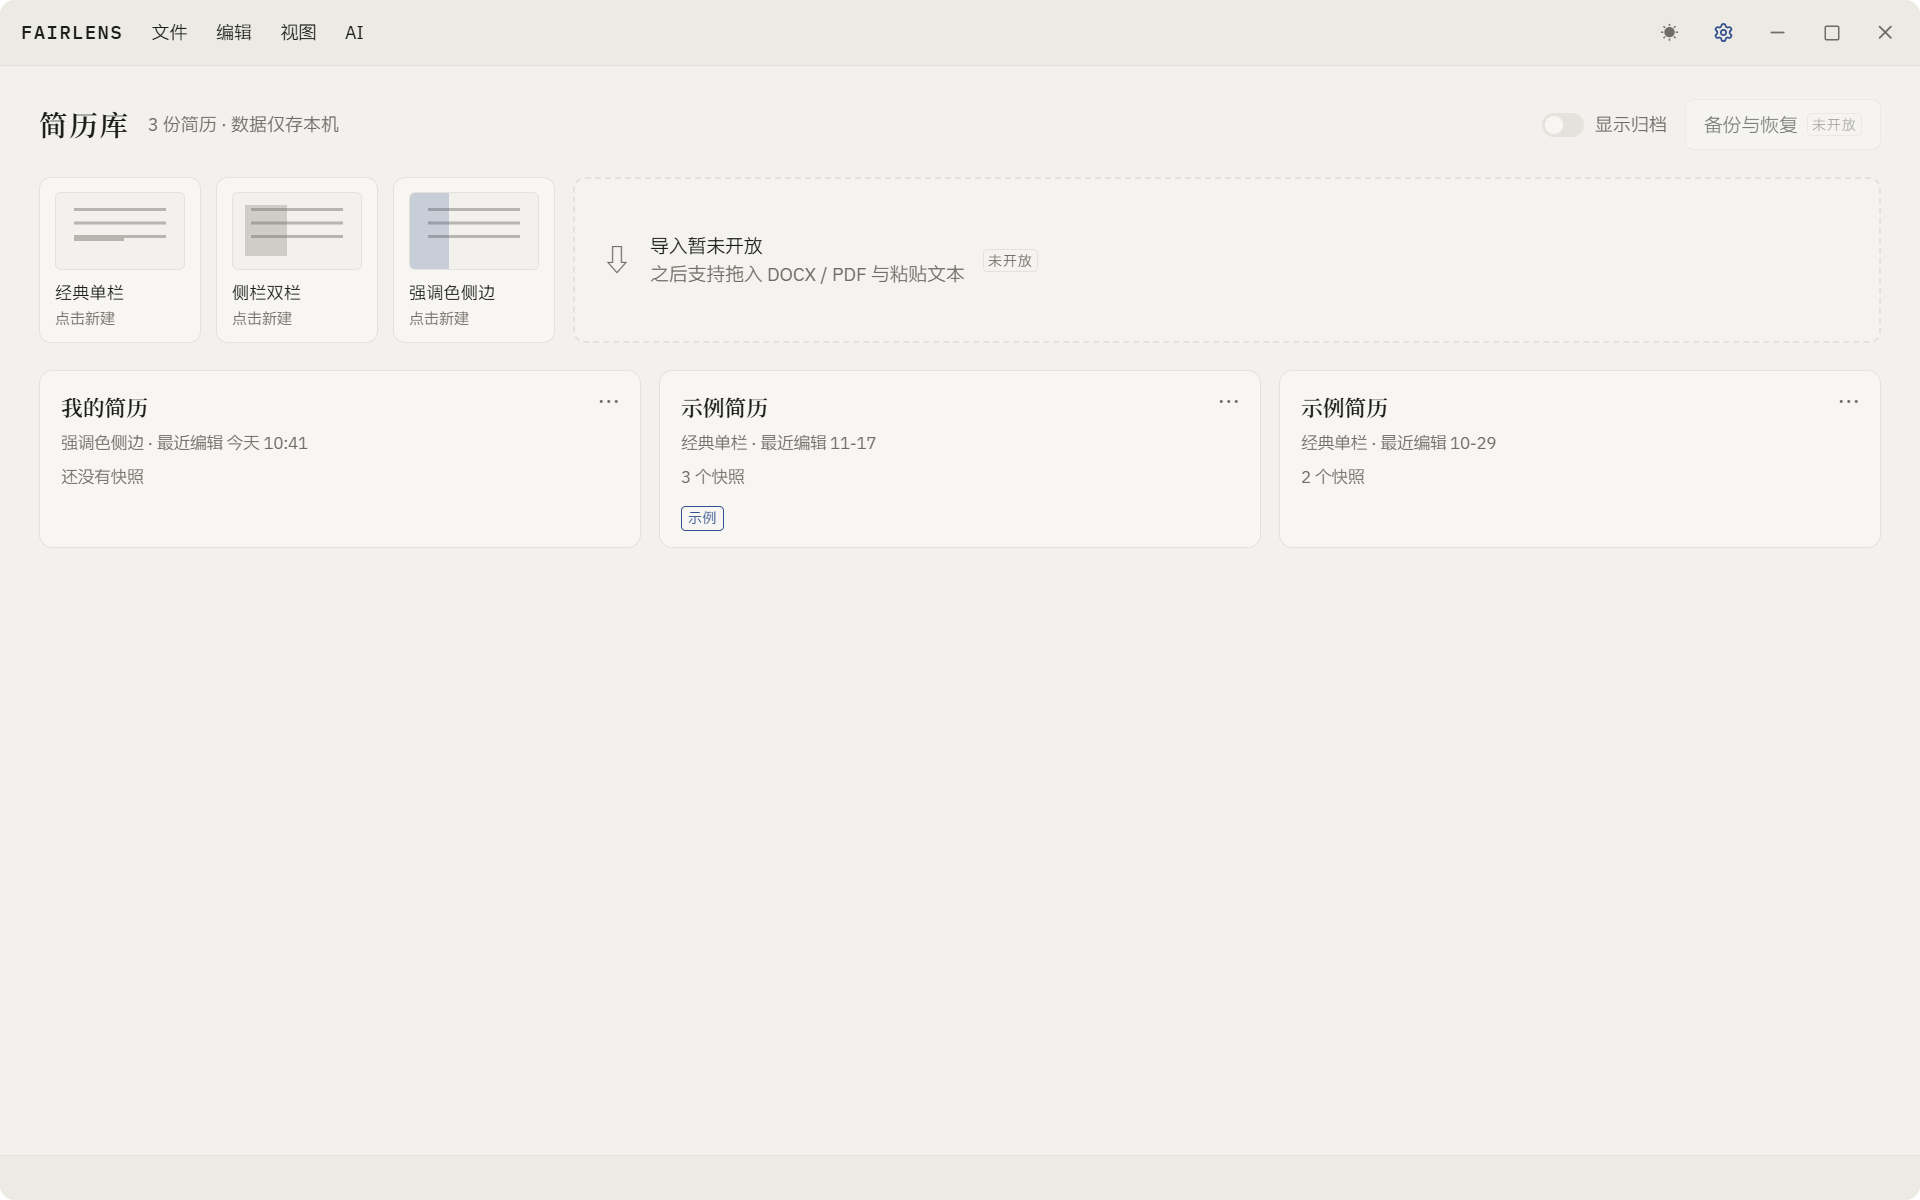 FAIRLENS 文件 编辑 视图 AI
简历库 3 份简历 · 数据仅存本机 显示归档 备份与恢复 未开放
经典单栏
点击新建
侧栏双栏
点击新建
强调色侧边
点击新建
导入暂未开放
之后支持拖入 DOCX / PDF 与粘贴文本
未开放
我的简历
强调色侧边 · 最近编辑 今天 10:41
还没有快照
示例简历
经典单栏 · 最近编辑 11-17
3 个快照
示例
示例简历
经典单栏 · 最近编辑 10-29
2 个快照